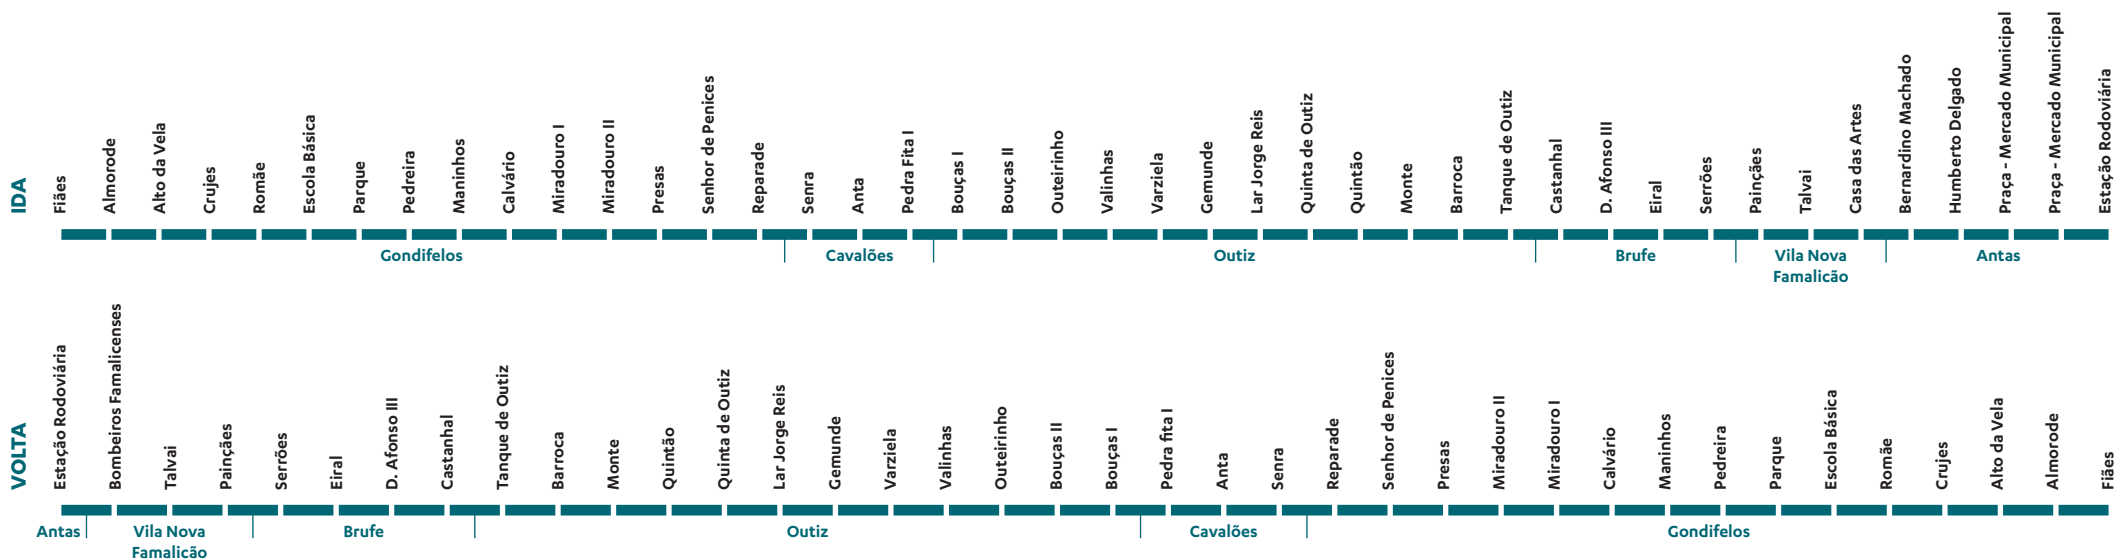 IDA
Fiães
Almorode
Alto da Vela
Crujes
Romãe
Escola Básica
Parque
Pedreira
Maninhos
Calvário
Miradouro I
Miradouro II
Presas
Senhor de Penices
Reparade
Senra
Anta
Pedra Fita I
Bouças I
Bouças II
Outeirinho
Valinhas
Varziela
Gemunde
Lar Jorge Reis
Quinta de Outiz
Quintão
Monte
Barroca
Tanque de Outiz
Castanhal
D. Afonso III
Eiral
Serrões
Painçães
Talvai
Casa das Artes
Bernardino Machado
Humberto Delgado
Praça - Mercado Municipal
Praça - Mercado Municipal
Estação Rodoviária
Gondifelos
Cavalões
Outiz
Brufe
Vila Nova
Famalicão
Antas
VOLTA
Estação Rodoviária
Bombeiros Famalicenses
Talvai
Painçães
Serrões
Eiral
D. Afonso III
Castanhal
Tanque de Outiz
Barroca
Monte
Quintão
Quinta de Outiz
Lar Jorge Reis
Gemunde
Varziela
Valinhas
Outeirinho
Bouças II
Bouças I
Pedra fita I
Anta
Senra
Reparade
Senhor de Penices
Presas
Miradouro II
Miradouro I
Calvário
Maninhos
Pedreira
Parque
Escola Básica
Romãe
Crujes
Alto da Vela
Almorode
Fiães
Antas
Vila Nova
Famalicão
Brufe
Outiz
Cavalões
Gondifelos